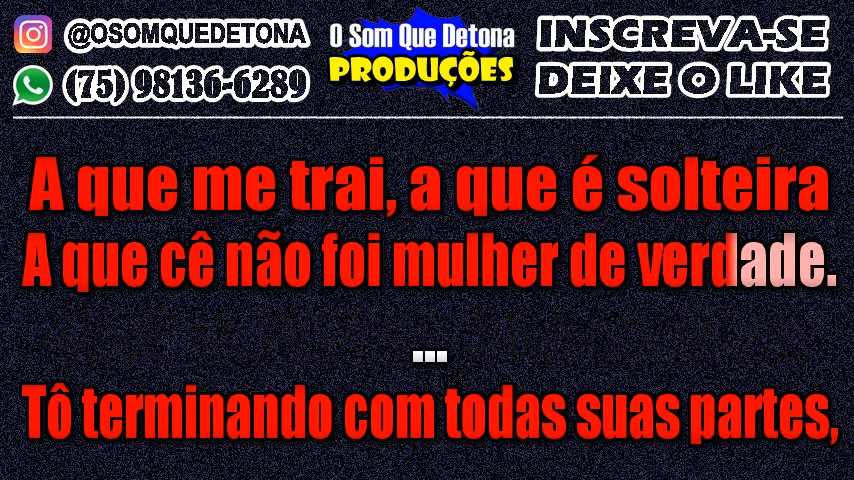 @OSOMQUEDETONA
(75) 98136-6289
O Som Que Detona
PRODUÇÕES
INSCREVA-SE
DEIXE O LIKE
A que me trai, a que é solteira
A que cê não foi mulher de verdade.
...
Tô terminando com todas suas partes,